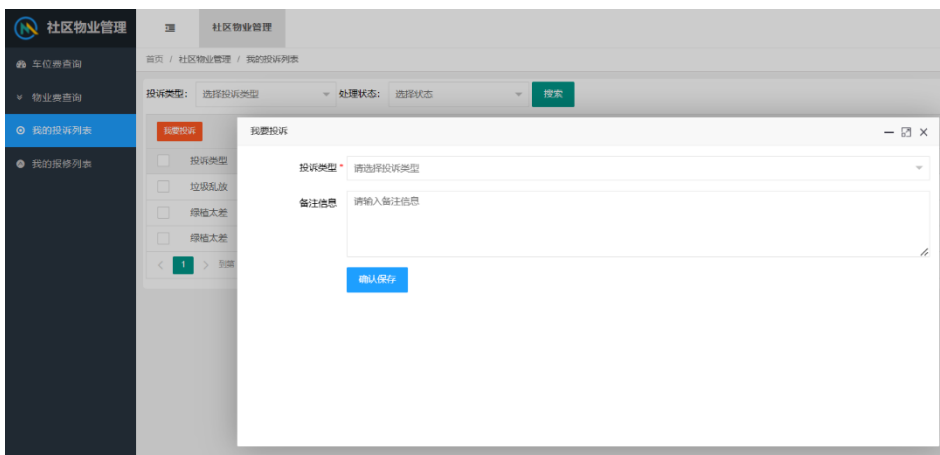 社区物业管理
社区物业管理
车位费查询
首页 / 社区物业管理 / 我的投诉列表
¥ 物业费查询
投诉类型: 选择投诉类型 处理状态: 选择状态 搜索
我的投诉列表
我要投诉
我要投诉
我的报修列表
投诉类型
投诉类型* 请选择投诉类型
垃圾乱放
备注信息 请输入备注信息
绿植太差
绿植太差
< 1 > 到第
确认保存